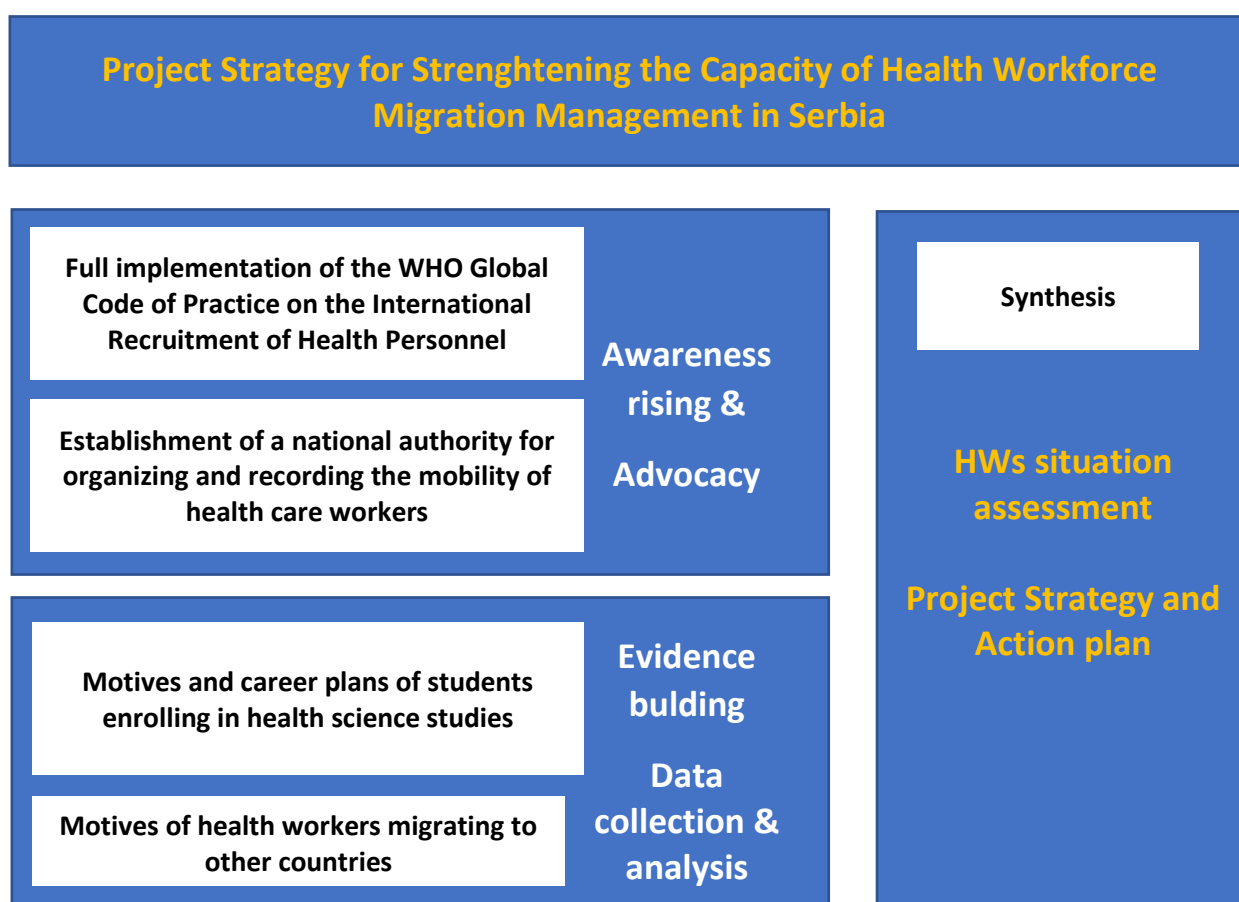 Project Strategy for Strenghtening the Capacity of Health Workforce
Migration Management in Serbia
Full implementation of the WHO Global
Code of Practice on the International
Recruitment of Health Personnel
Establishment of a national authority for
organizing and recording the mobility of
health care workers
Awareness
rising &
Advocacy
Motives and career plans of students
enrolling in health science studies
Motives of health workers migrating to
other countries
Evidence
bulding
Data
collection &
analysis
Synthesis
HWs situation
assessment
Project Strategy and
Action plan